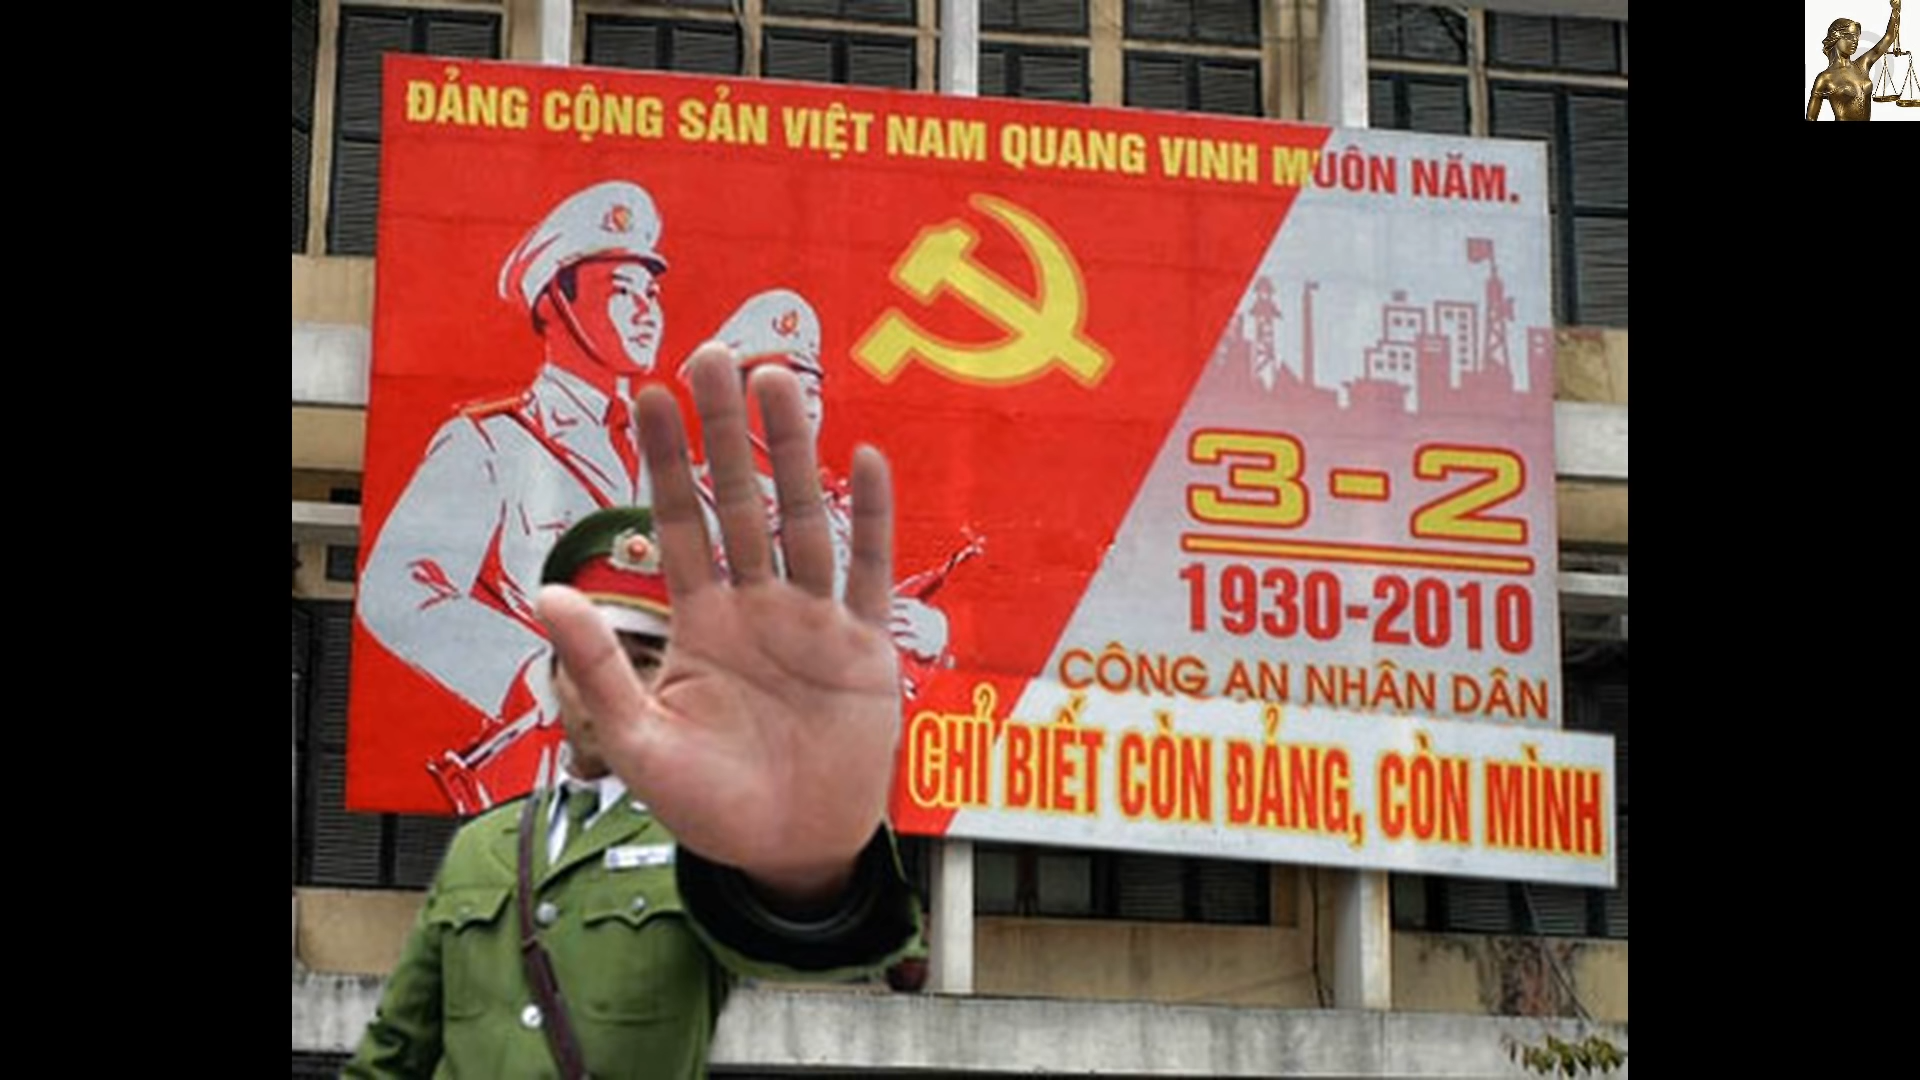 ĐẢNG CỘNG SẢN VIỆT NAM QUANG VINH MUÔN NĂM.
3-2
1930-2010
CÔNG AN NHÂN DÂN
CHỈ BIẾT CÒN ĐẢNG, CÒN MÌNH